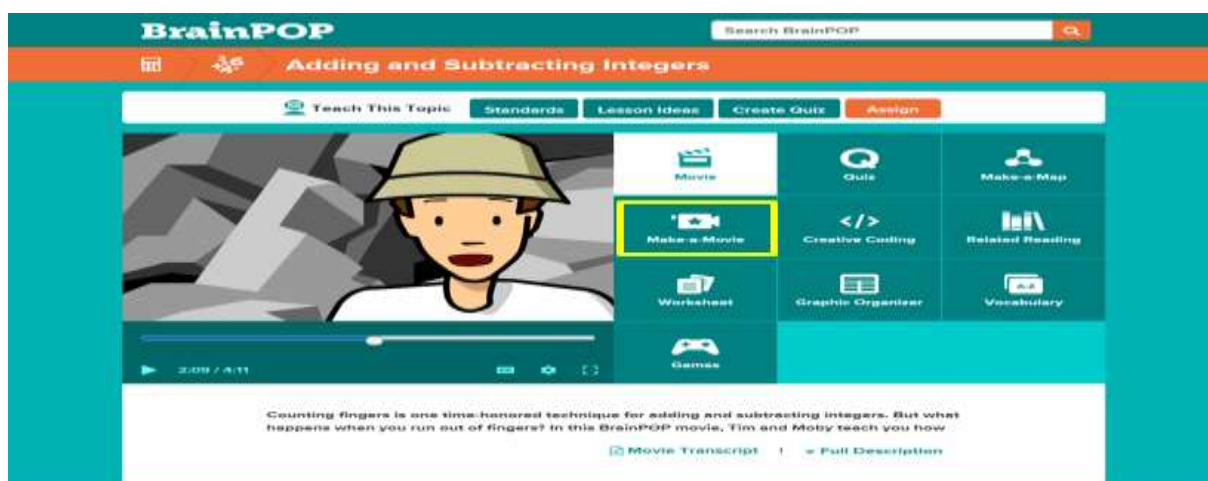 BrainPOP
Search BrainPOP
Adding and Subtracting Integers
Teach This Topic Standards Lesson Ideas Create Quiz Assign
Movie Quiz Make-a-Map
Make-a-Movie Creative Coding Related Reading
Worksheet Graphic Organizer Vocabulary
2:09 / 4:11 Games
Counting fingers is one time-honored technique for adding and subtracting integers. But what
happens when you run out of fingers? In this BrainPOP movie, Tim and Moby teach you how
Movie Transcript | Full Description